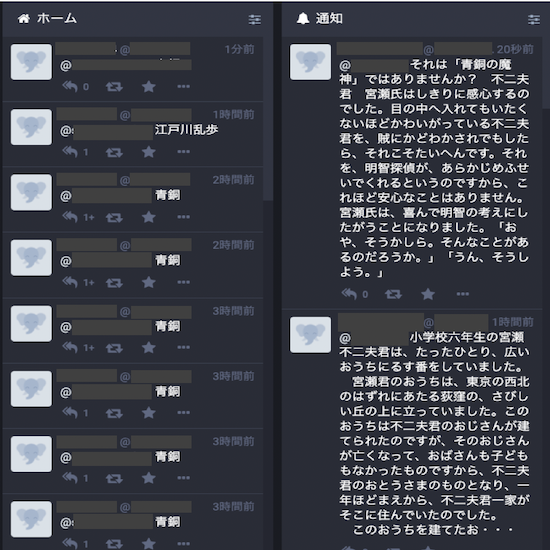 ホーム
@ 1分前
@
0
@ 1時間前
@ 江戸川乱歩
1
@ 2時間前
@ 青銅
1+
@ 2時間前
@ 青銅
1+
@ 3時間前
@ 青銅
1+
@ 3時間前
@ 青銅
1
@ 3時間前
@ 青銅
1
@ 3時間前
@ 青銅
通知
@ 20秒前
@ それは「青銅の魔
神」ではありませんか? 不二夫
君 宮瀬氏はしきりに感心するの
でした。目の中へ入れてもいたく
ないほどかわいがっている不二夫
君を、賊にかどわかされでもした
ら、それこそたいへんです。それ
を、明智探偵が、あらかじめふせ
いでくれるというのですから、こ
れほど安心なことはありません。
宮瀬氏は、喜んで明智の考えにし
たがうことになりました。「お
や、そうかしら。そんなことがあ
るのだろうか。」「うん、そうし
よう。」
0
@ 1時間前
@ 小学校六年生の宮瀬
不二夫君は、たったひとり、広い
おうちにるす番をしていました。
宮瀬君のおうちは、東京の西北
のはずれにあたる荻窪の、さびし
い丘の上に立っていました。この
おうちは不二夫君のおじさんが建
てられたのですが、そのおじさん
が亡くなって、おばさんも子ども
もなかったものですから、不二夫
君のおとうさまのものとなり、一
年ほどまえから、不二夫君一家が
そこに住んでいたのでした。
このおうちを建てたお・・・